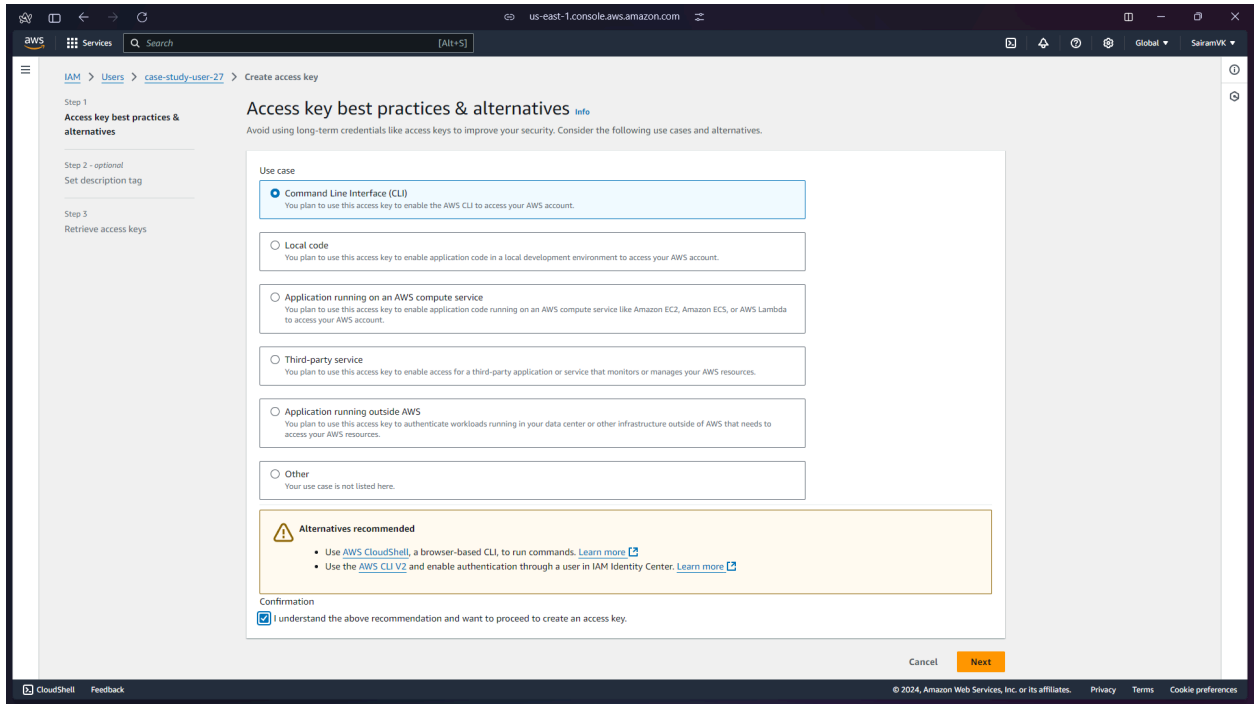 us-east-1.console.aws.amazon.com
aws Services Search [Alt+S] Global SairamVK
IAM > Users > case-study-user-27 > Create access key
Step 1
Access key best practices &
alternatives
Step 2 - optional
Set description tag
Step 3
Retrieve access keys
Access key best practices & alternatives Info
Avoid using long-term credentials like access keys to improve your security. Consider the following use cases and alternatives.
Use case
Command Line Interface (CLI)
You plan to use this access key to enable the AWS CLI to access your AWS account.
Local code
You plan to use this access key to enable application code in a local development environment to access your AWS account.
Application running on an AWS compute service
You plan to use this access key to enable application code running on an AWS compute service like Amazon EC2, Amazon ECS, or AWS Lambda
to access your AWS account.
Third-party service
You plan to use this access key to enable access for a third-party application or service that monitors or manages your AWS resources.
Application running outside AWS
You plan to use this access key to authenticate workloads running in your data center or other infrastructure outside of AWS that needs to
access your AWS resources.
Other
Your use case is not listed here.
Alternatives recommended
• Use AWS CloudShell, a browser-based CLI, to run commands. Learn more
• Use the AWS CLI V2 and enable authentication through a user in IAM Identity Center. Learn more
Confirmation
I understand the above recommendation and want to proceed to create an access key.
Cancel Next
CloudShell Feedback © 2024, Amazon Web Services, Inc. or its affiliates. Privacy Terms Cookie preferences